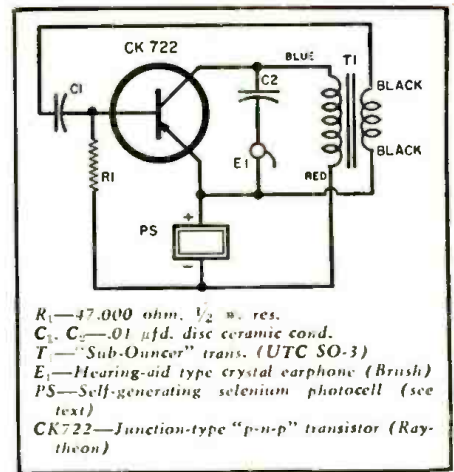 CK 722
C1
R1
C2
E1
BLUE
T1
BLACK
BLACK
RED
PS
+
−
R₁—47,000 ohm, ½ w. res.
C₁, C₂—.01 µfd. disc ceramic cond.
T₁—"Sub-Ouncer" trans. (UTC SO-3)
E₁—Hearing-aid type crystal earphone (Brush)
PS—Self-generating selenium photocell (see
text)
CK722—Junction-type "p-n-p" transistor (Ray-
theon)